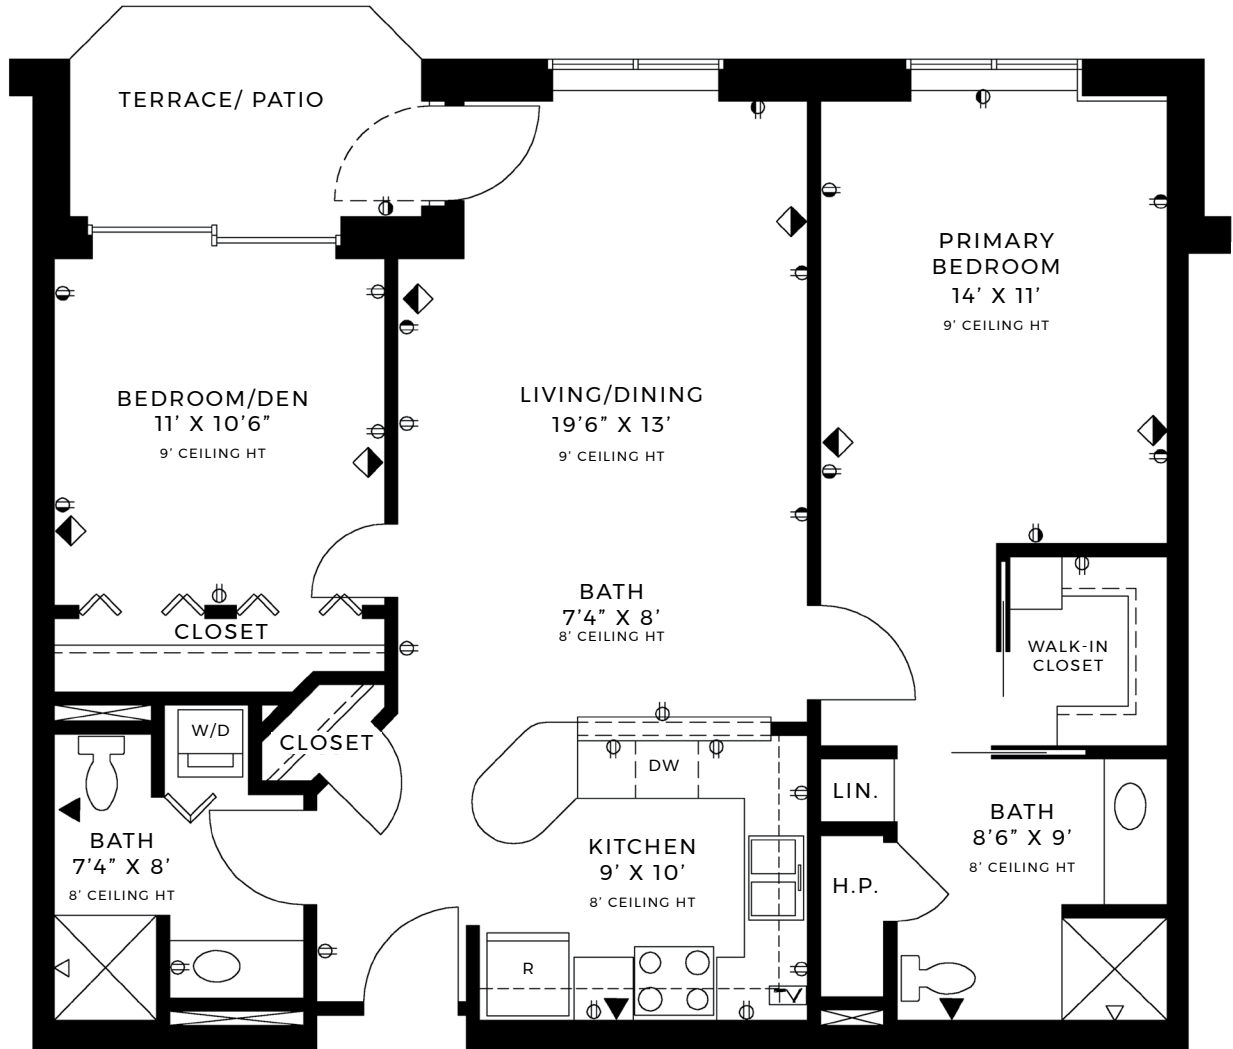 TERRACE/ PATIO
PRIMARY
BEDROOM
14’ X 11’
9’ CEILING HT
BEDROOM/DEN
11’ X 10’6”
9’ CEILING HT
LIVING/DINING
19’6” X 13’
9’ CEILING HT
BATH
7’4” X 8’
8’ CEILING HT
CLOSET
WALK-IN
CLOSET
W/D
CLOSET
DW
LIN.
BATH
7’4” X 8’
8’ CEILING HT
KITCHEN
9’ X 10’
8’ CEILING HT
BATH
8’6” X 9’
8’ CEILING HT
H.P.
R
TV